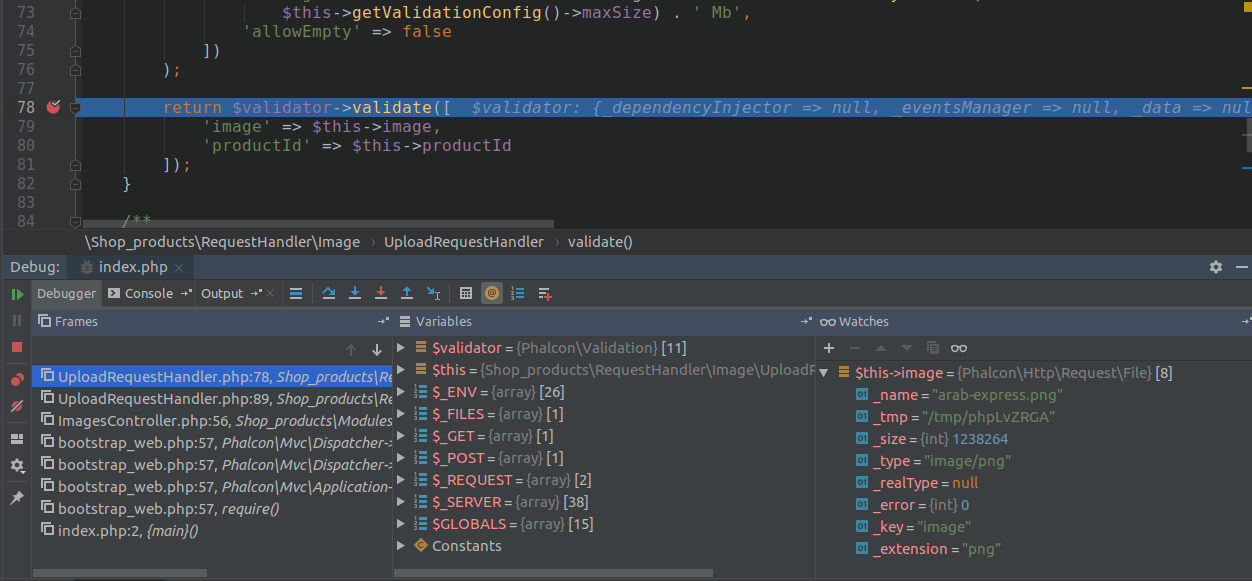 73 $this->getValidationConfig()->maxSize) . ' Mb',
74 'allowEmpty' => false
75 ])
76 );
77
78 return $validator->validate([ $validator: {_dependencyInjector => null, _eventsManager => null, _data => nul
79 'image' => $this->image,
80 'productId' => $this->productId
81 ]);
82 }
83
84 /**
\Shop_products\RequestHandler\Image › UploadRequestHandler › validate()
Debug: index.php ×
Debugger Console Output ×
Frames
UploadRequestHandler.php:78, Shop_products\Re
UploadRequestHandler.php:89, Shop_products\Re
ImagesController.php:56, Shop_products\Modules
bootstrap_web.php:57, Phalcon\Mvc\Dispatcher->
bootstrap_web.php:57, Phalcon\Mvc\Dispatcher->
bootstrap_web.php:57, Phalcon\Mvc\Application-
bootstrap_web.php:57, require()
index.php:2, {main}()
Variables
$validator = {Phalcon\Validation} [11]
$this = {Shop_products\RequestHandler\Image\UploadR
$_ENV = {array} [26]
$_FILES = {array} [1]
$_GET = {array} [1]
$_POST = {array} [1]
$_REQUEST = {array} [2]
$_SERVER = {array} [38]
$GLOBALS = {array} [15]
Constants
Watches
$this->image = {Phalcon\Http\Request\File} [8]
_name = "arab-express.png"
_tmp = "/tmp/phpLvZRGA"
_size = {int} 1238264
_type = "image/png"
_realType = null
_error = {int} 0
_key = "image"
_extension = "png"